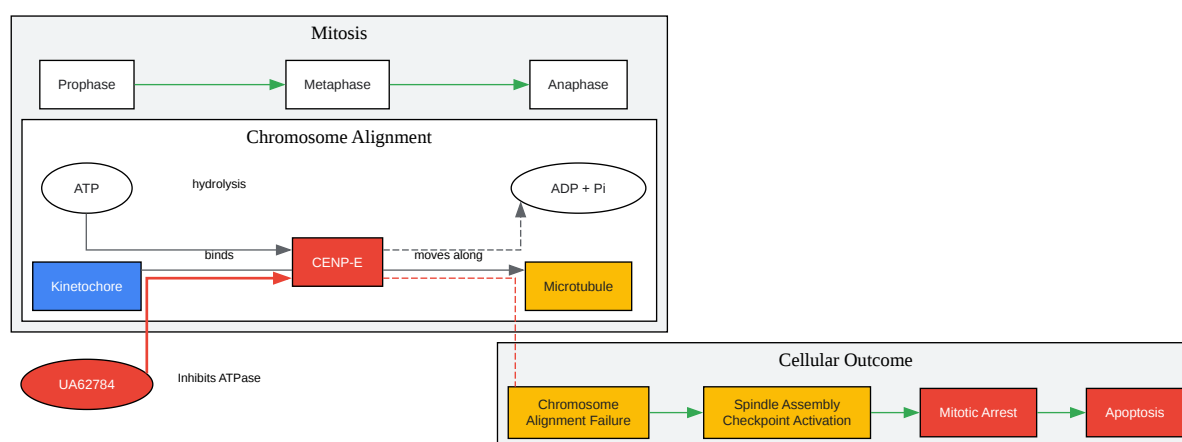 Mitosis
Prophase
Metaphase
Anaphase
Chromosome Alignment
ATP
hydrolysis
ADP + Pi
binds
CENP-E
moves along
Kinetochore
Microtubule
UA62784
Inhibits ATPase
Cellular Outcome
Chromosome
Alignment Failure
Spindle Assembly
Checkpoint Activation
Mitotic Arrest
Apoptosis